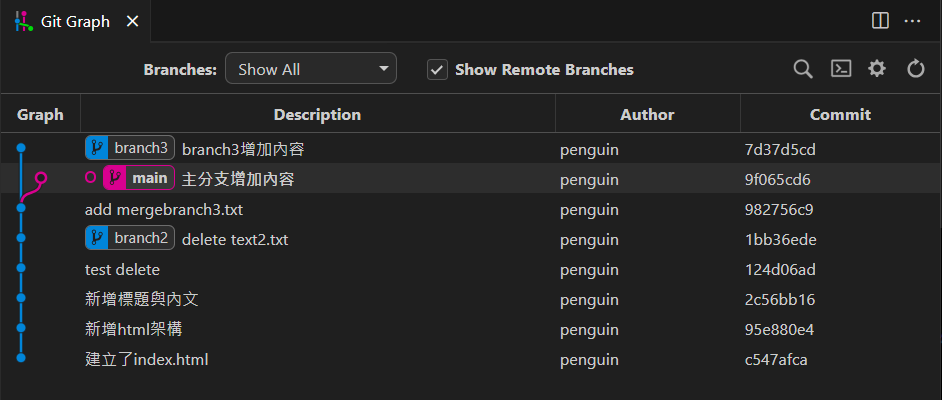 Git Graph
Branches: Show All Show Remote Branches
Graph Description Author Commit
branch3 branch3增加內容 penguin 7d37d5cd
main 主分支增加內容 penguin 9f065cd6
add mergebranch3.txt penguin 982756c9
branch2 delete text2.txt penguin 1bb36ede
test delete penguin 124d06ad
新增標題與內文 penguin 2c56bb16
新增html架構 penguin 95e880e4
建立了index.html penguin c547afca